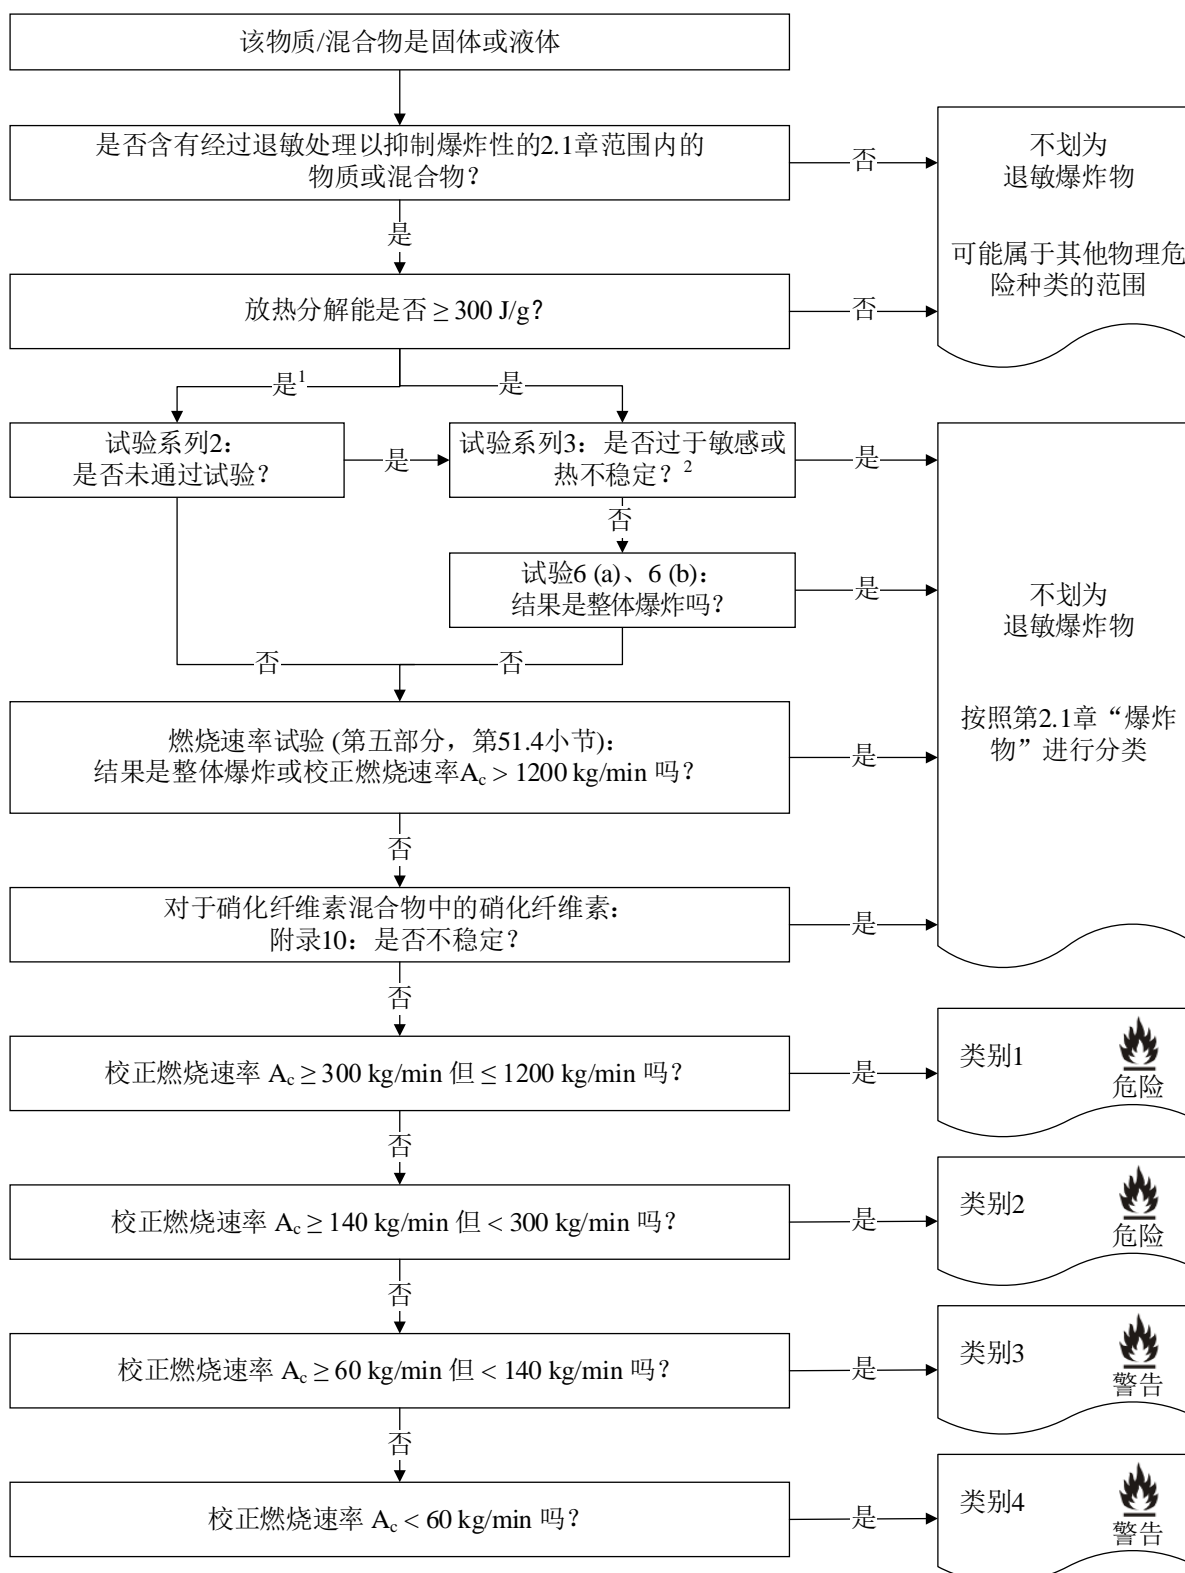 该物质/混合物是固体或液体
是否含有经过退敏处理以抑制爆炸性的2.1章范围内的
物质或混合物？
否
不划为
退敏爆炸物
可能属于其他物理危
险种类的范围
是
放热分解能是否 ≥ 300 J/g？
否
是¹
是
试验系列2：
是否未通过试验？
是
试验系列3：是否过于敏感或
热不稳定？²
是
否
试验6 (a)、6 (b)：
结果是整体爆炸吗？
是
不划为
退敏爆炸物
按照第2.1章“爆炸
物”进行分类
否
否
燃烧速率试验 (第五部分，第51.4小节)：
结果是整体爆炸或校正燃烧速率A<sub>c</sub> > 1200 kg/min 吗？
是
否
对于硝化纤维素混合物中的硝化纤维素：
附录10：是否不稳定？
是
否
校正燃烧速率 A<sub>c</sub> ≥ 300 kg/min 但 ≤ 1200 kg/min 吗？
是
类别1
危险
否
校正燃烧速率 A<sub>c</sub> ≥ 140 kg/min 但 < 300 kg/min 吗？
是
类别2
危险
否
校正燃烧速率 A<sub>c</sub> ≥ 60 kg/min 但 < 140 kg/min 吗？
是
类别3
警告
否
校正燃烧速率 A<sub>c</sub> < 60 kg/min 吗？
是
类别4
警告